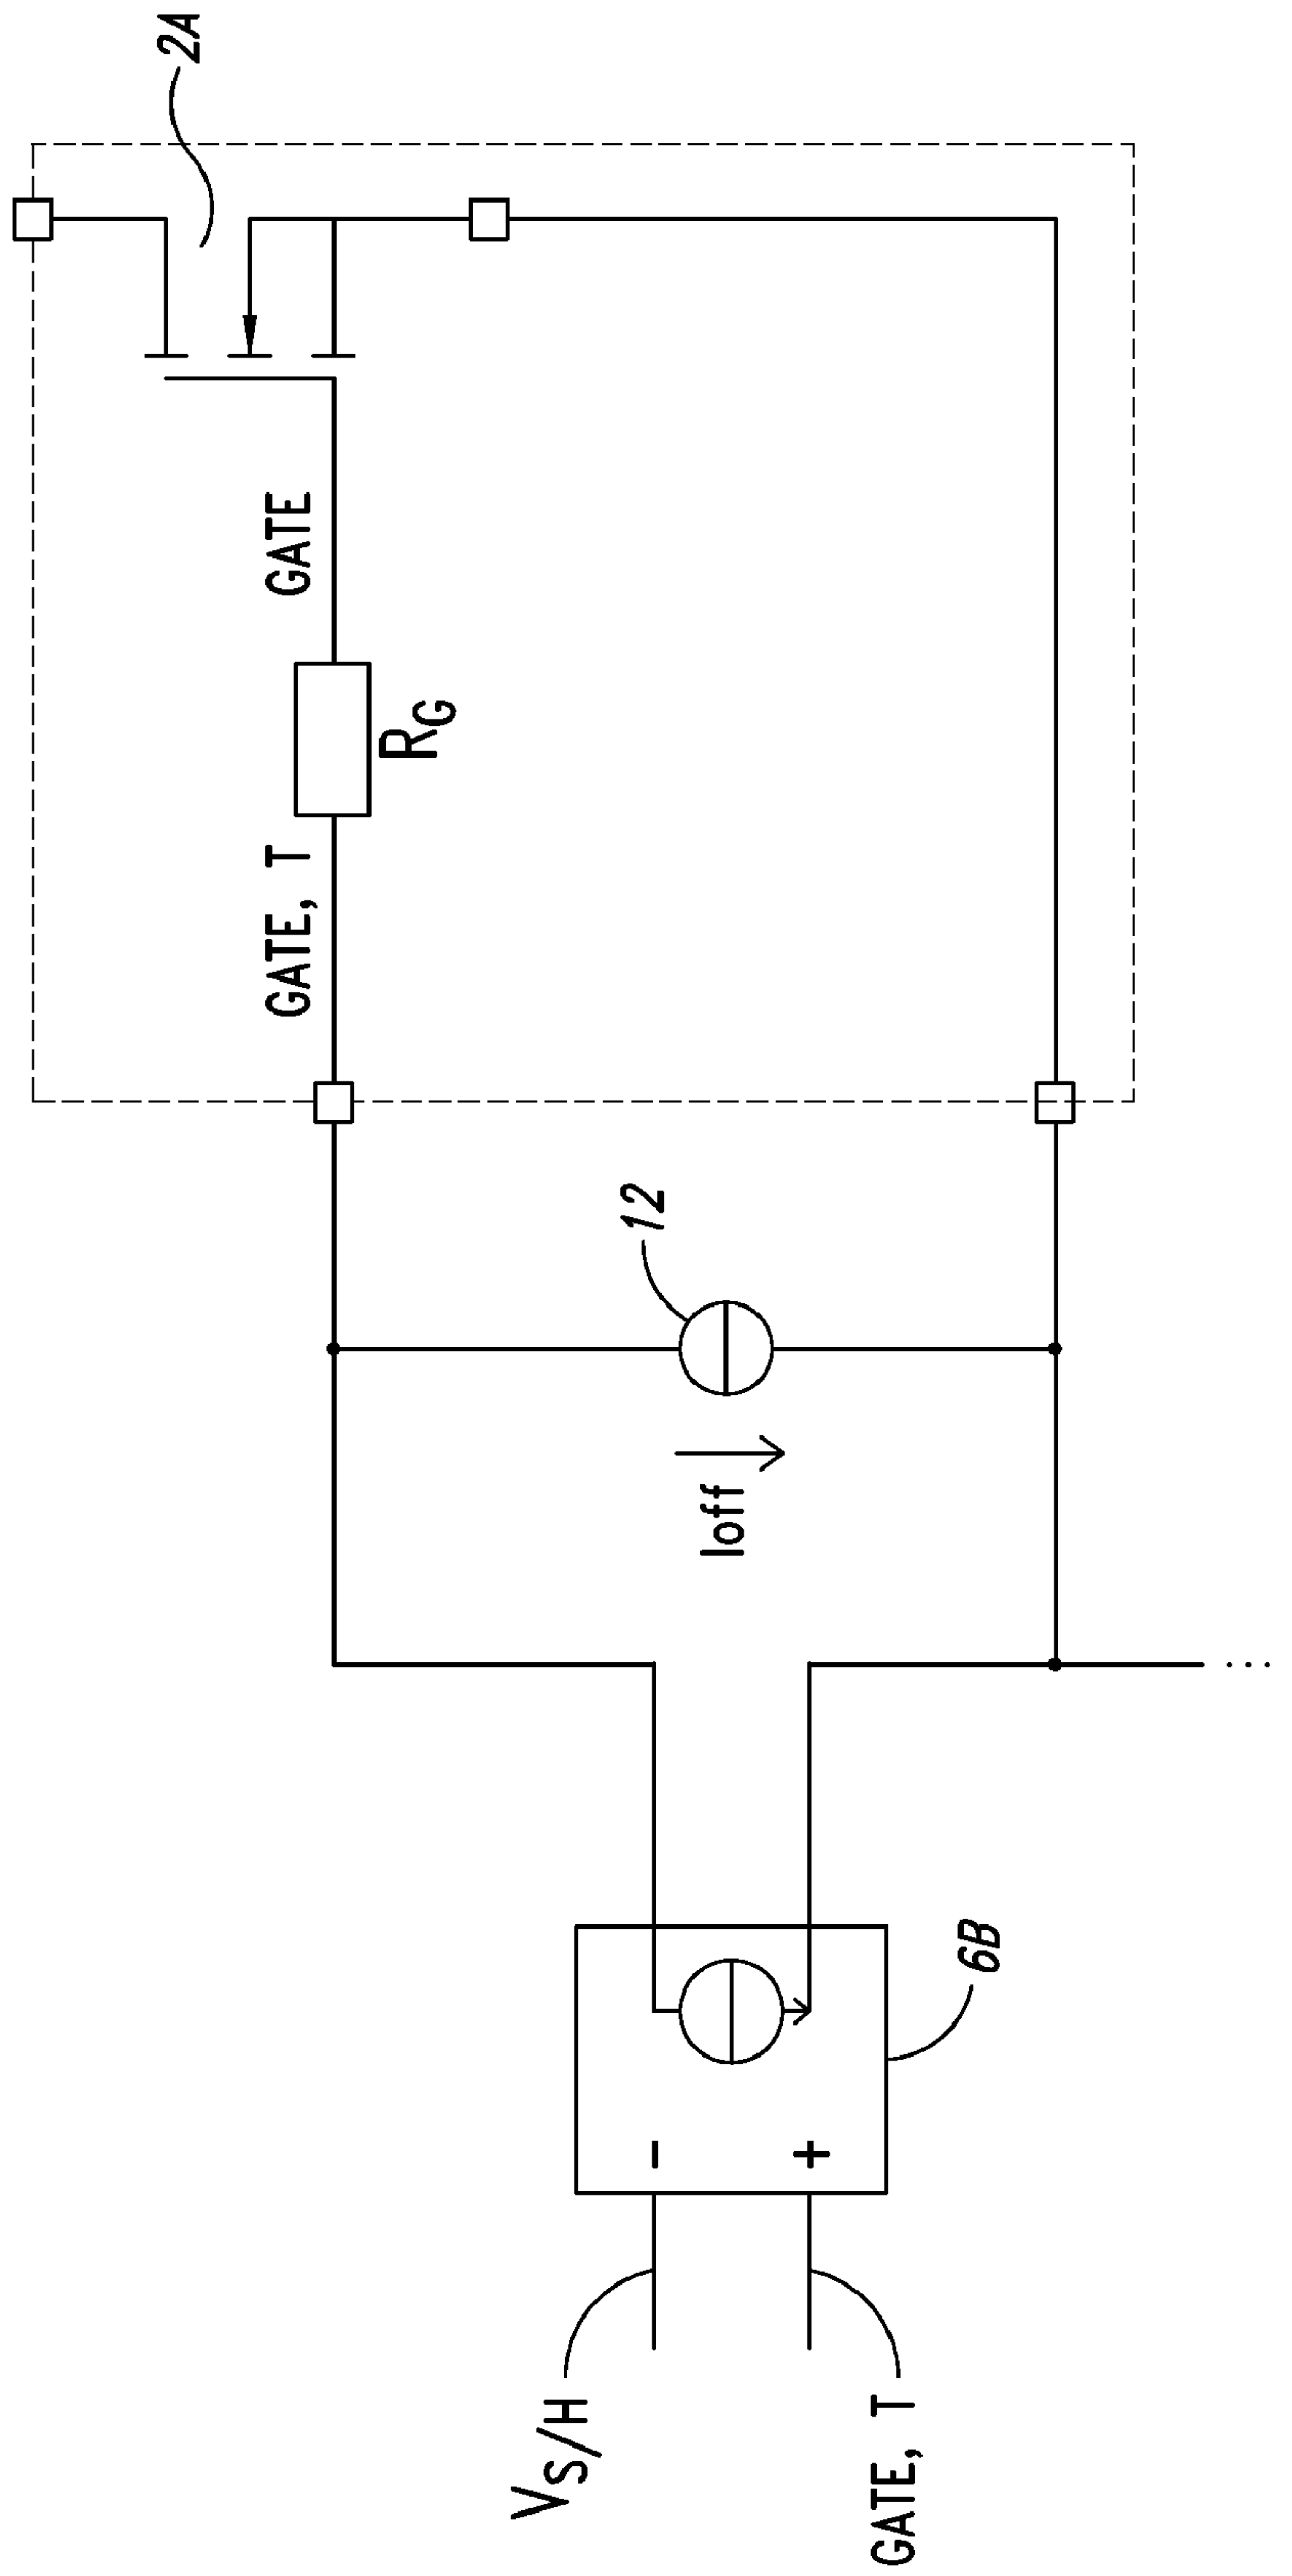 2A
GATE
R_G
GATE, T
12
Ioff
6B
- +
V_S/H
GATE, T
...